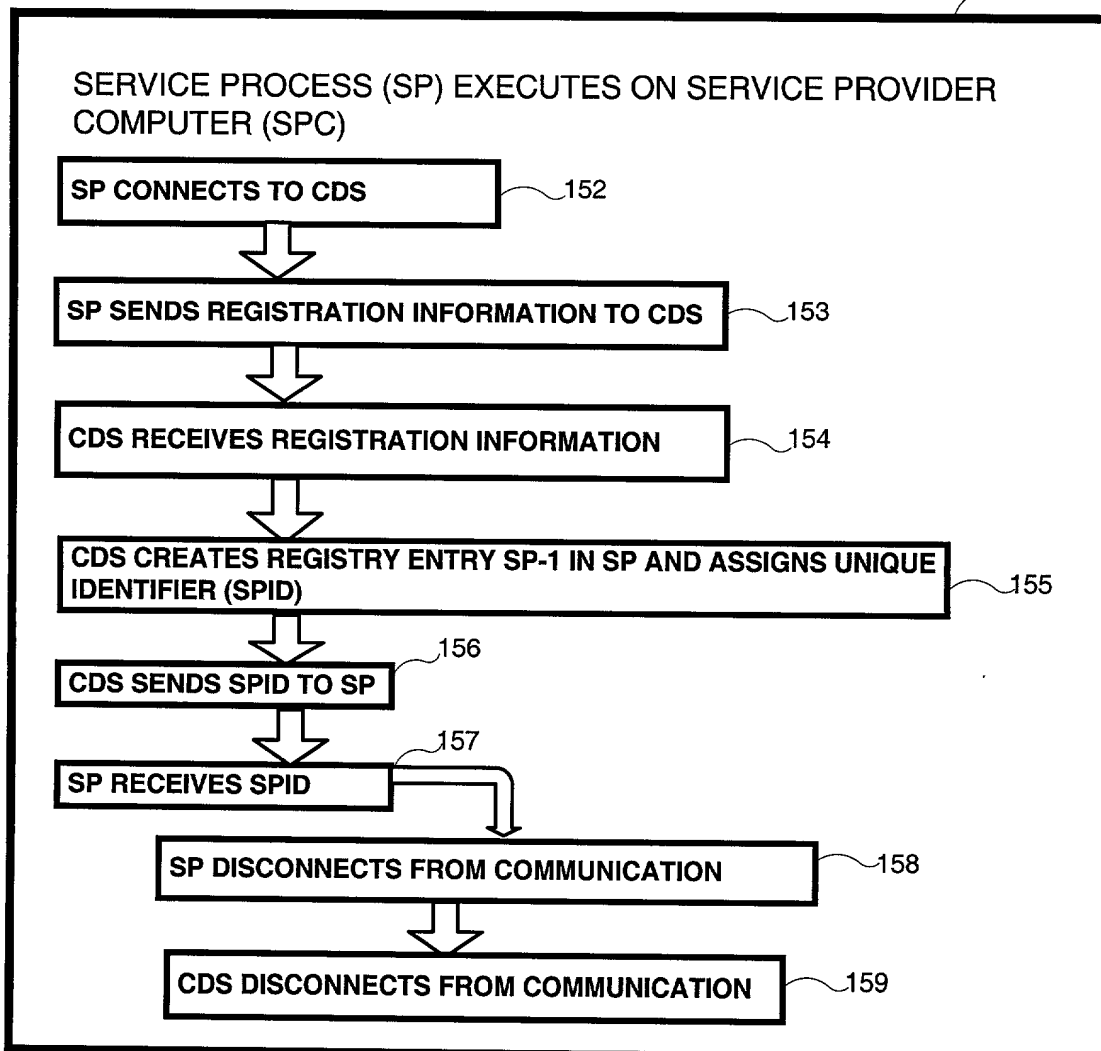 SERVICE PROCESS (SP) EXECUTES ON SERVICE PROVIDER
COMPUTER (SPC)
SP CONNECTS TO CDS
152
SP SENDS REGISTRATION INFORMATION TO CDS
153
CDS RECEIVES REGISTRATION INFORMATION
154
CDS CREATES REGISTRY ENTRY SP-1 IN SP AND ASSIGNS UNIQUE
IDENTIFIER (SPID)
155
156
CDS SENDS SPID TO SP
157
SP RECEIVES SPID
SP DISCONNECTS FROM COMMUNICATION
158
CDS DISCONNECTS FROM COMMUNICATION
159